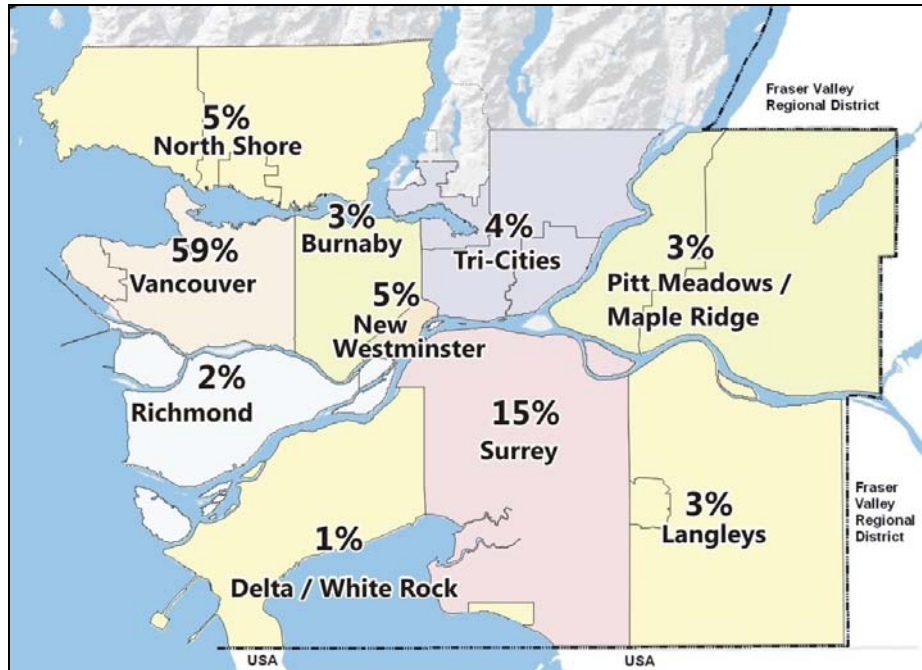 Fraser Valley
Regional District
5%
North Shore
3%
Burnaby
4%
Tri-Cities
59%
Vancouver
3%
Pitt Meadows /
Maple Ridge
5%
New
Westminster
2%
Richmond
15%
Surrey
3%
Langleys
Fraser
Valley
Regional
District
1%
Delta / White Rock
USA
USA